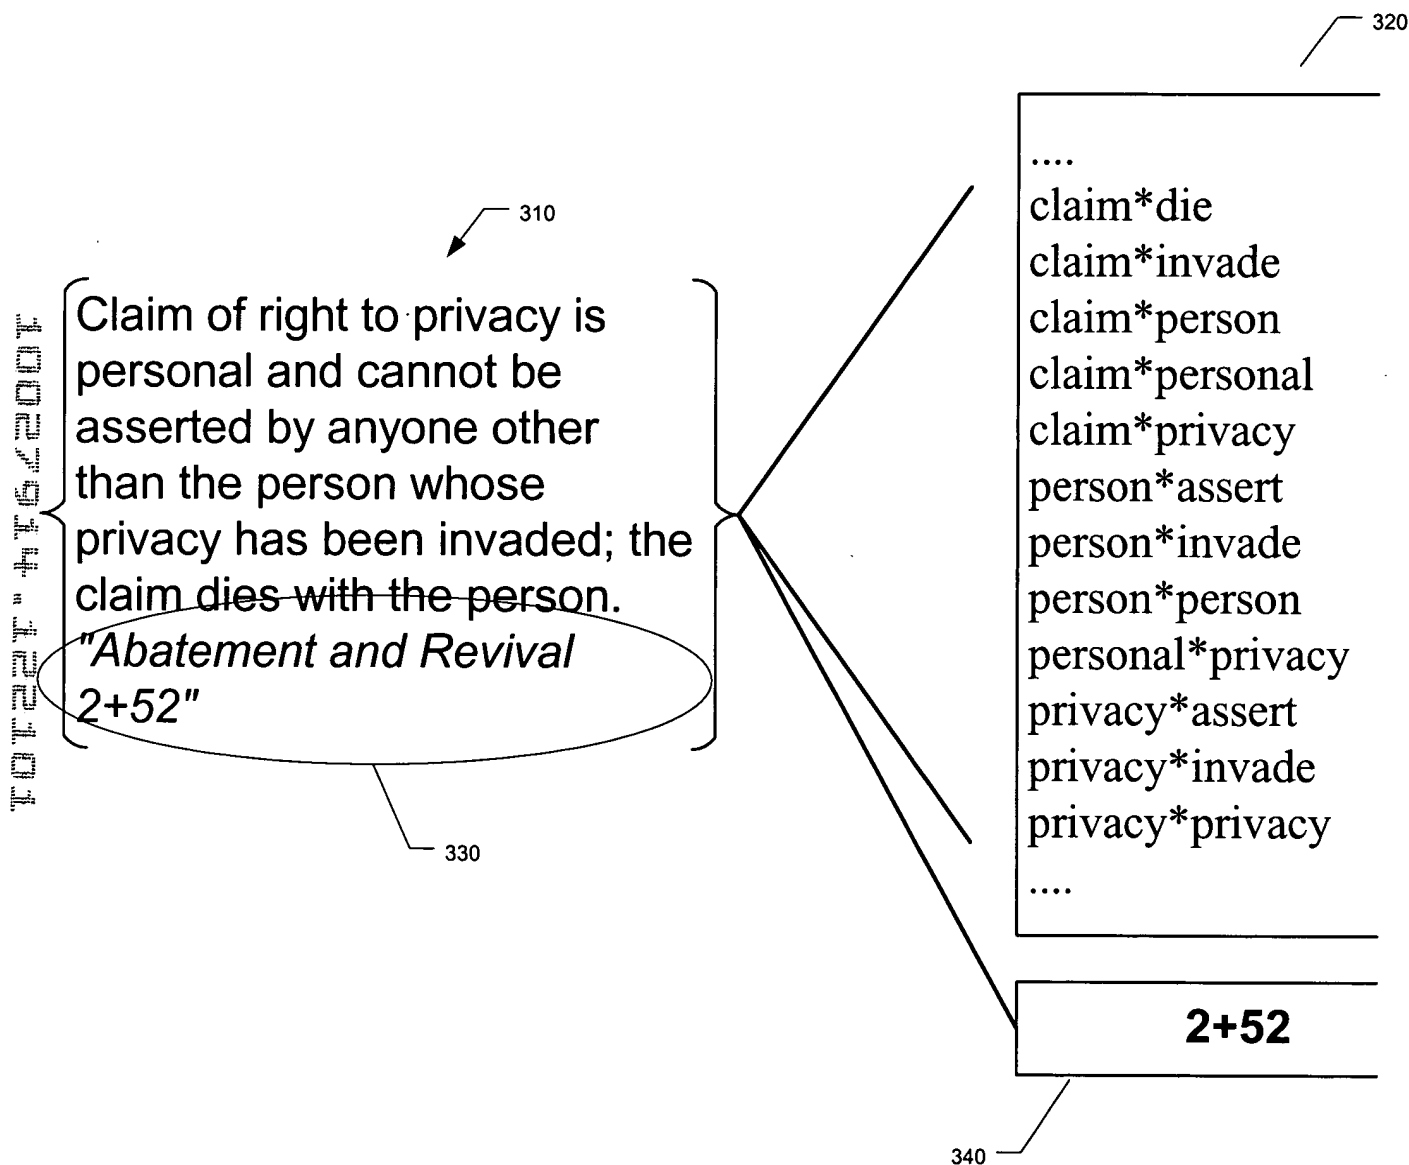 320
....
claim*die
claim*invade
claim*person
claim*personal
claim*privacy
person*assert
person*invade
person*person
personal*privacy
privacy*assert
privacy*invade
privacy*privacy
....
310
Claim of right to privacy is
personal and cannot be
asserted by anyone other
than the person whose
privacy has been invaded; the
claim dies with the person.
"Abatement and Revival
2+52"
330
2+52
340
10027914.122101